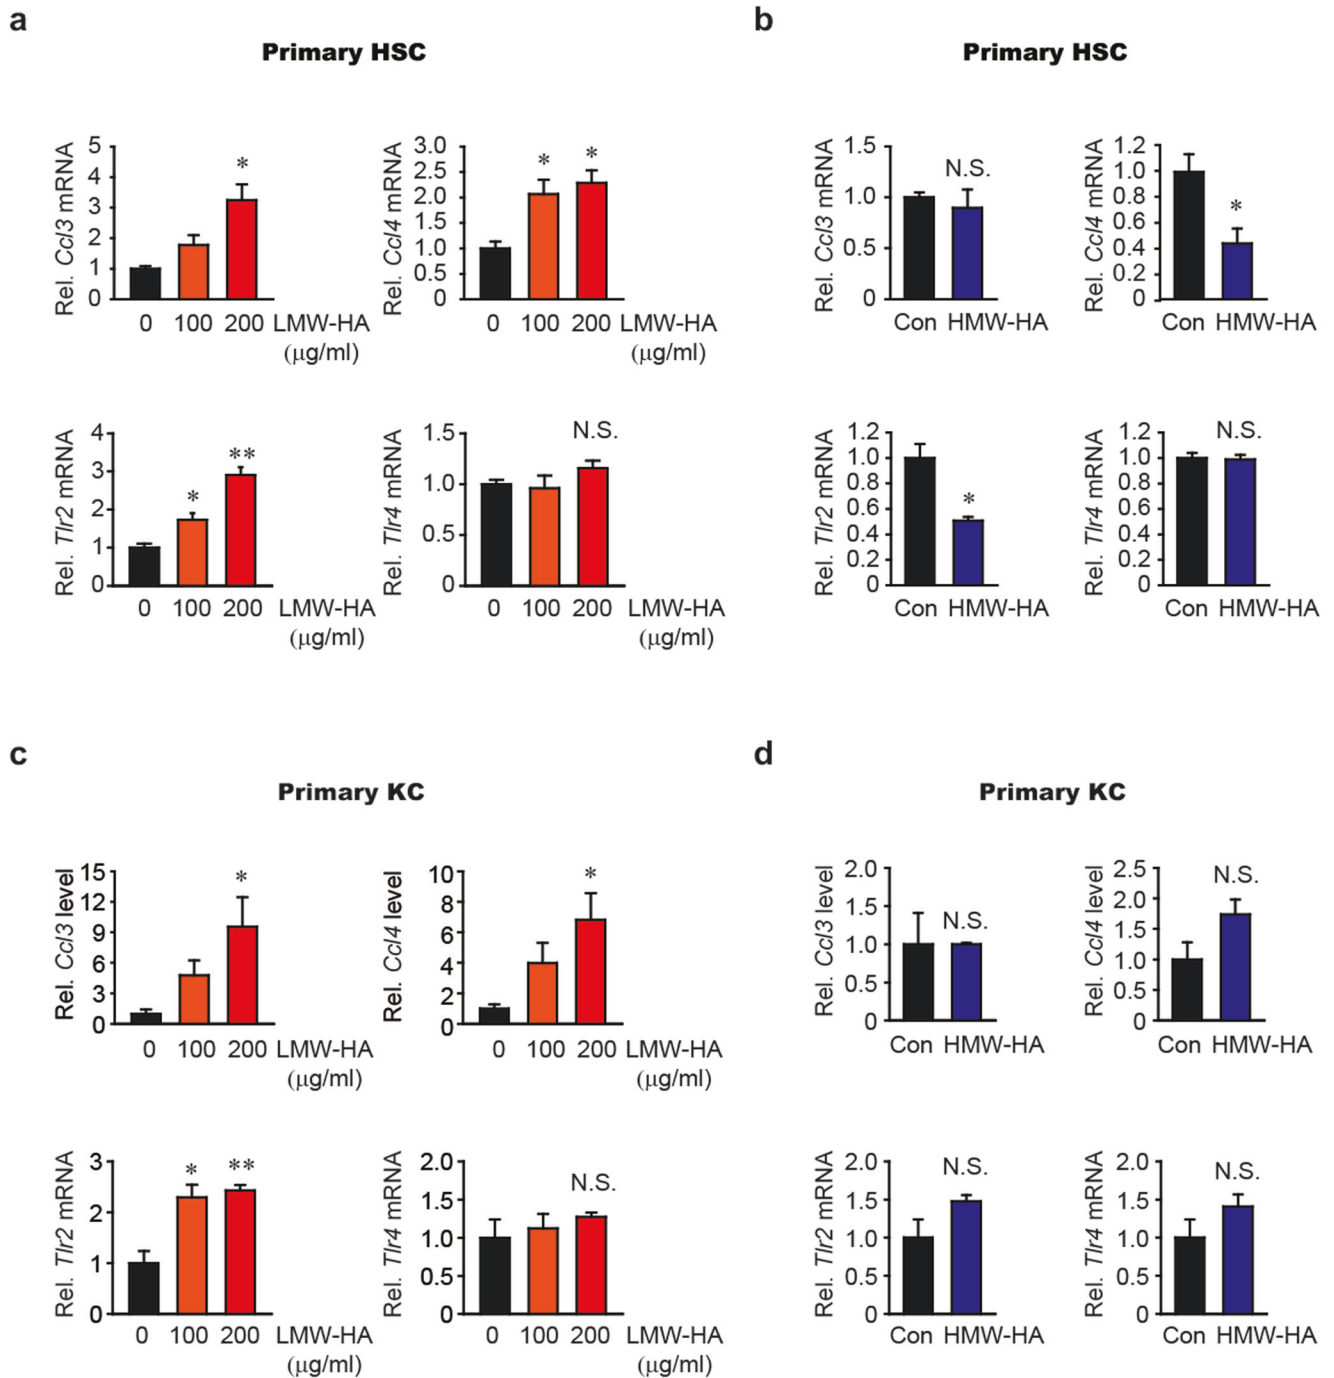 a
Primary HSC
Rel. Ccl3 mRNA
5
4
3
2
1
0
*
0 100 200 LMW-HA
(μg/ml)
Rel. Ccl4 mRNA
3.0
2.0
1.5
1.0
0.5
0
* *
0 100 200 LMW-HA
(μg/ml)
Rel. Tlr2 mRNA
4
3
2
1
0
* **
0 100 200 LMW-HA
(μg/ml)
Rel. Tlr4 mRNA
1.5
1.0
0.5
0
N.S.
0 100 200 LMW-HA
(μg/ml)
b
Primary HSC
Rel. Ccl3 mRNA
1.5
1.0
0.5
0
N.S.
Con HMW-HA
Rel. Ccl4 mRNA
1.2
1.0
0.8
0.6
0.4
0.2
0
*
Con HMW-HA
Rel. Tlr2 mRNA
1.2
1.0
0.8
0.6
0.4
0.2
0
*
Con HMW-HA
Rel. Tlr4 mRNA
1.2
1.0
0.8
0.6
0.4
0.2
0
N.S.
Con HMW-HA
c
Primary KC
Rel. Ccl3 level
15
12
9
6
3
0
*
0 100 200 LMW-HA
(μg/ml)
Rel. Ccl4 level
10
8
6
4
2
0
*
0 100 200 LMW-HA
(μg/ml)
Rel. Tlr2 mRNA
3
2
1
0
* **
0 100 200 LMW-HA
(μg/ml)
Rel. Tlr4 mRNA
2.0
1.5
1.0
0.5
0
N.S.
0 100 200 LMW-HA
(μg/ml)
d
Primary KC
Rel. Ccl3 level
2.0
1.5
1.0
0.5
0
N.S.
Con HMW-HA
Rel. Ccl4 level
2.5
2.0
1.5
1.0
0.5
0
N.S.
Con HMW-HA
Rel. Tlr2 mRNA
2.0
1.5
1.0
0.5
0
N.S.
Con HMW-HA
Rel. Tlr4 mRNA
2.0
1.5
1.0
0.5
0
N.S.
Con HMW-HA